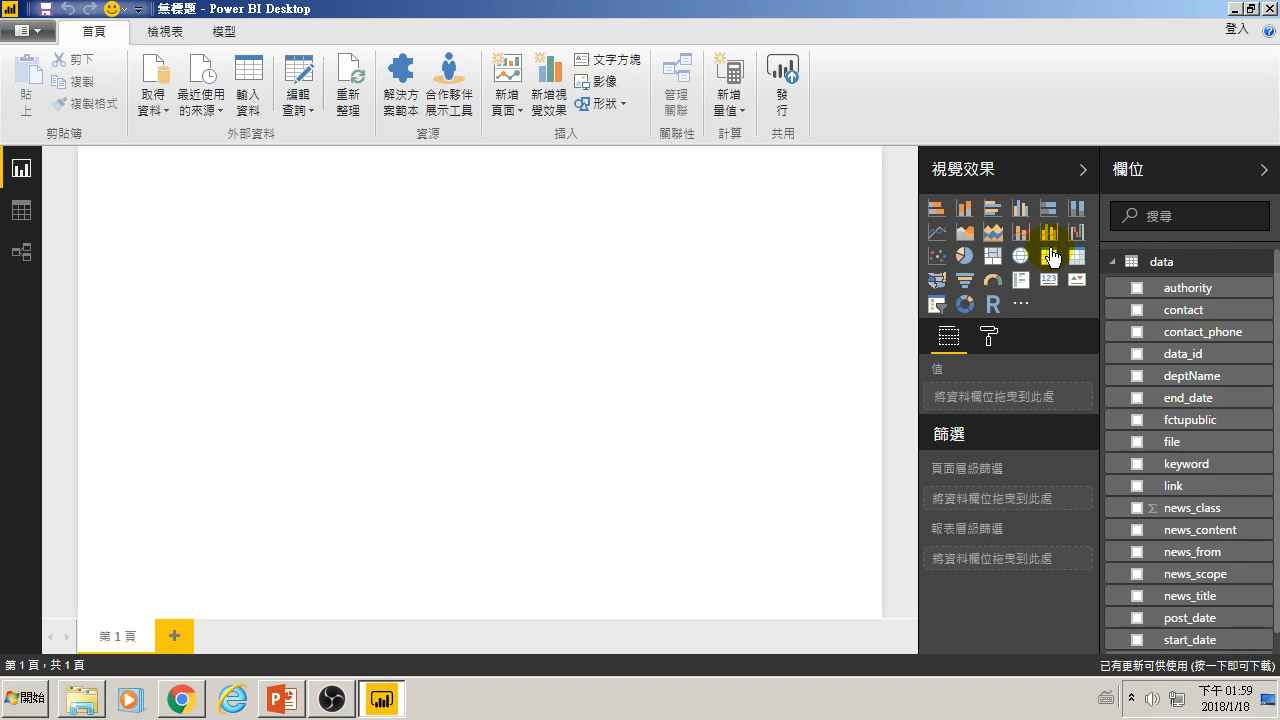 無標題 - Power BI Desktop
首頁
檢視表
模型
登入
貼上
剪下
複製
複製格式
剪貼簿
取得資料
最近使用的來源
輸入資料
編輯查詢
重新整理
外部資料
解決方案範本
合作夥伴展示工具
資源
新增頁面
新增視覺效果
文字方塊
影像
形狀
插入
管理關聯
關聯性
新增量值
計算
發行
共用
視覺效果
R
123
值
將資料欄位拖曳到此處
篩選
頁面層級篩選
將資料欄位拖曳到此處
報表層級篩選
將資料欄位拖曳到此處
欄位
搜尋
data
authority
contact
contact_phone
data_id
deptName
end_date
fctupublic
file
keyword
link
Σ news_class
news_content
news_from
news_scope
news_title
post_date
start_date
第 1 頁
第 1 頁，共 1 頁
已有更新可供使用 (按一下即可下載)
開始
下午 01:59
2018/1/18